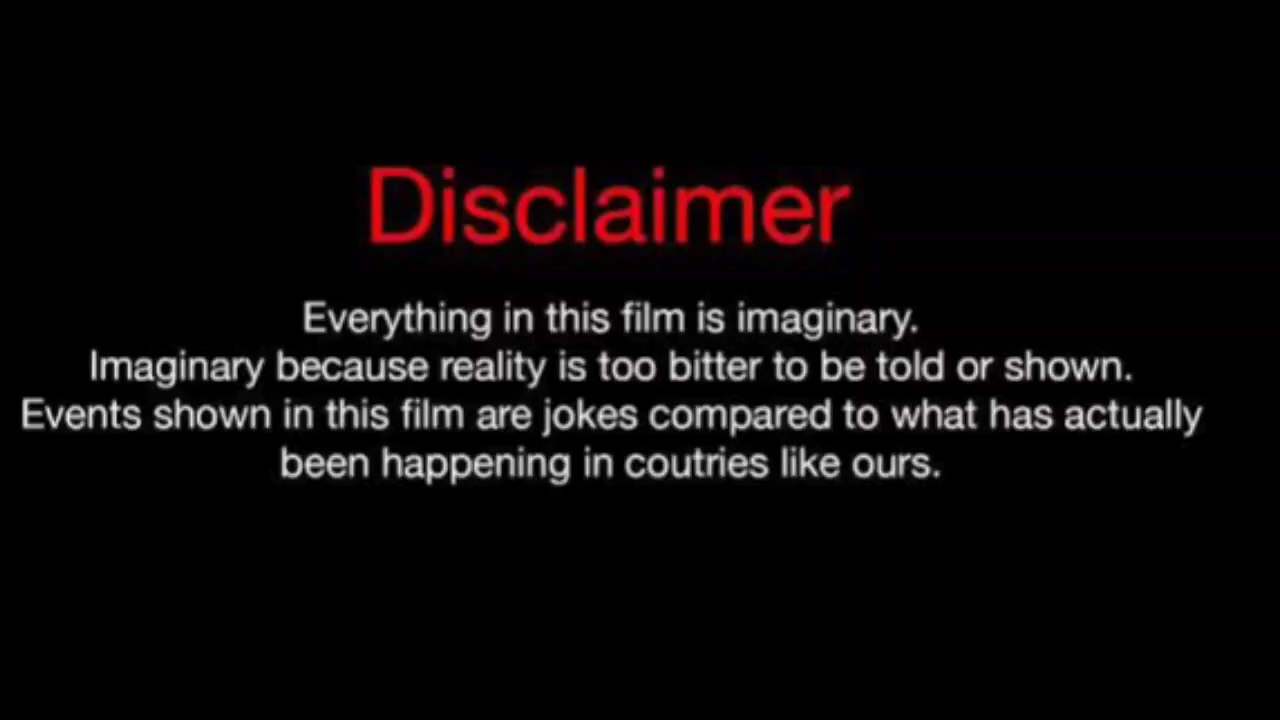 Disclaimer
Everything in this film is imaginary.
Imaginary because reality is too bitter to be told or shown.
Events shown in this film are jokes compared to what has actually
been happening in coutries like ours.